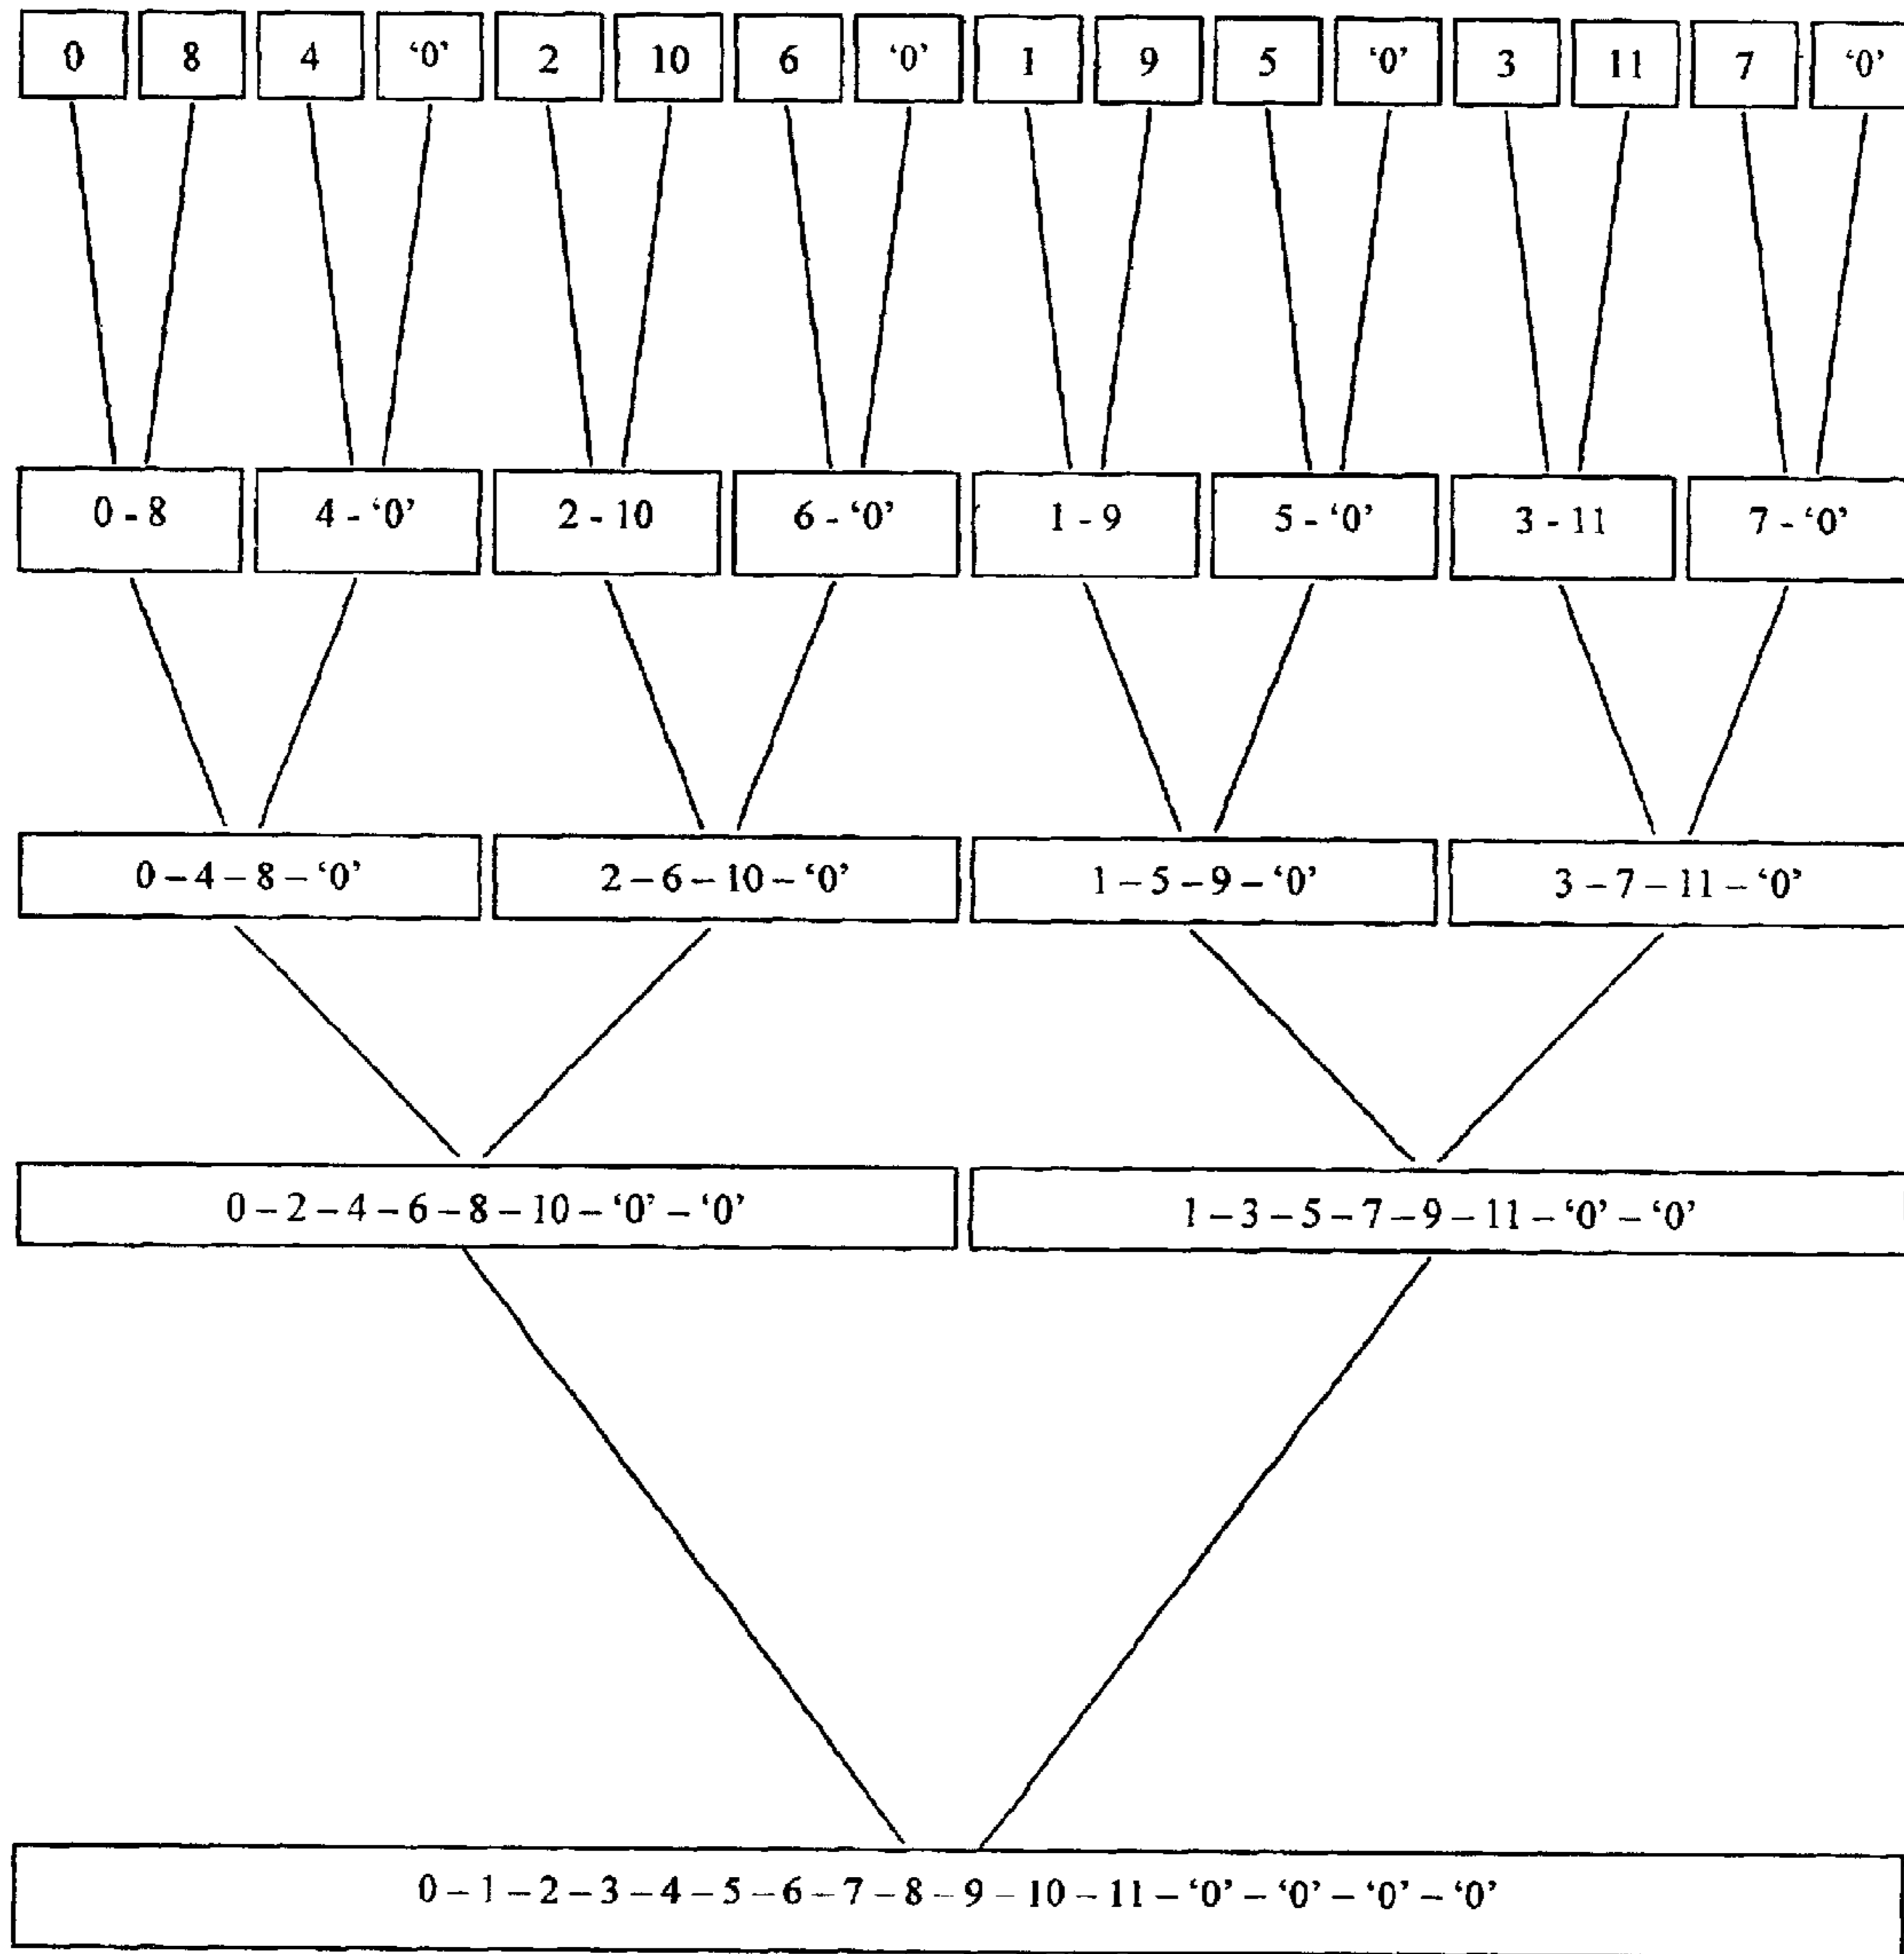 0 8 4 ‘0’ 2 10 6 ‘0’ 1 9 5 ‘0’ 3 11 7 ‘0’
0 - 8 4 - ‘0’ 2 - 10 6 - ‘0’ 1 - 9 5 - ‘0’ 3 - 11 7 - ‘0’
0 – 4 – 8 – ‘0’ 2 – 6 – 10 – ‘0’ 1 – 5 – 9 – ‘0’ 3 – 7 – 11 – ‘0’
0 – 2 – 4 – 6 – 8 – 10 – ‘0’ – ‘0’ 1 – 3 – 5 – 7 – 9 – 11 – ‘0’ – ‘0’
0 – 1 – 2 – 3 – 4 – 5 – 6 – 7 – 8 – 9 – 10 – 11 – ‘0’ – ‘0’ – ‘0’ – ‘0’